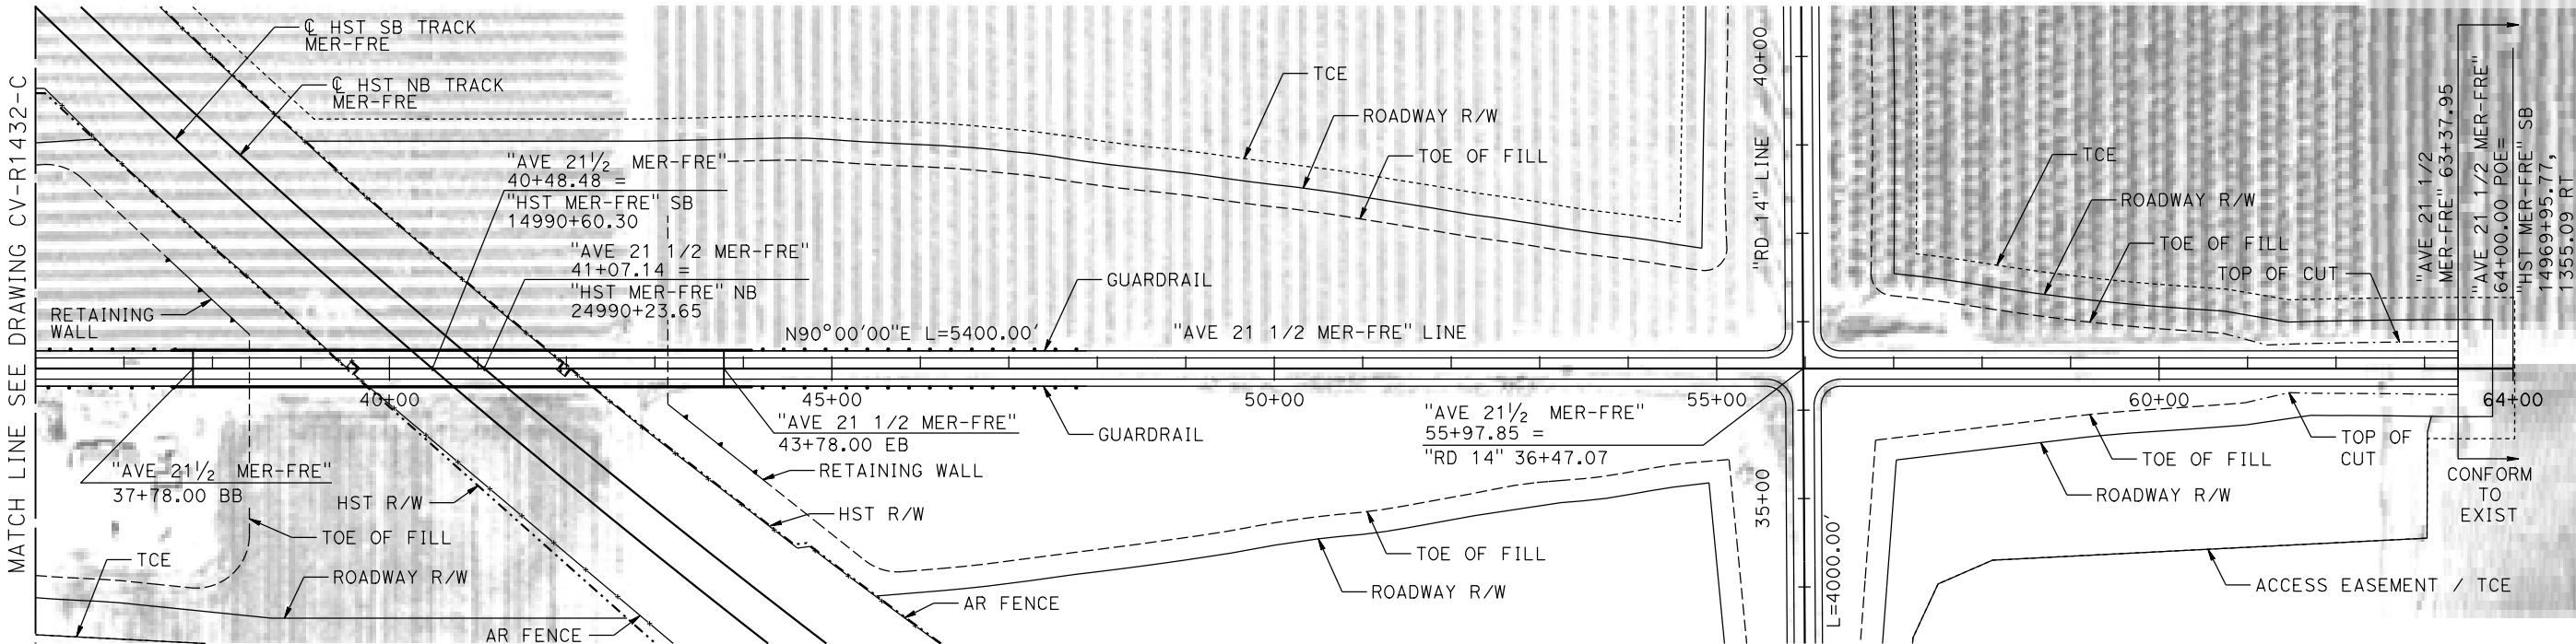 MATCH LINE SEE DRAWING CV-R1432-C
℄ HST SB TRACK
MER-FRE
℄ HST NB TRACK
MER-FRE
"AVE 21½ MER-FRE"
40+48.48 =
"HST MER-FRE" SB
14990+60.30
"AVE 21 1/2 MER-FRE"
41+07.14 =
"HST MER-FRE" NB
24990+23.65
RETAINING
WALL
TCE
ROADWAY R/W
TOE OF FILL
GUARDRAIL
N90°00'00"E L=5400.00'
"AVE 21 1/2 MER-FRE" LINE
"RD 14" LINE
40+00
TCE
ROADWAY R/W
TOE OF FILL
TOP OF CUT
"AVE 21 1/2
MER-FRE" 63+37.95
"AVE 21 1/2 MER-FRE"
64+00.00 POE=
"HST MER-FRE" SB
14969+95.77,
1355.09 RT
40+00
45+00
50+00
55+00
60+00
64+00
"AVE 21½ MER-FRE"
37+78.00 BB
"AVE 21 1/2 MER-FRE"
43+78.00 EB
GUARDRAIL
RETAINING WALL
"AVE 21½ MER-FRE"
55+97.85 =
"RD 14" 36+47.07
HST R/W
HST R/W
TOE OF FILL
TCE
ROADWAY R/W
AR FENCE
AR FENCE
TOE OF FILL
ROADWAY R/W
35+00
L=4000.00'
TOP OF
CUT
TOE OF FILL
ROADWAY R/W
CONFORM
TO
EXIST
ACCESS EASEMENT / TCE